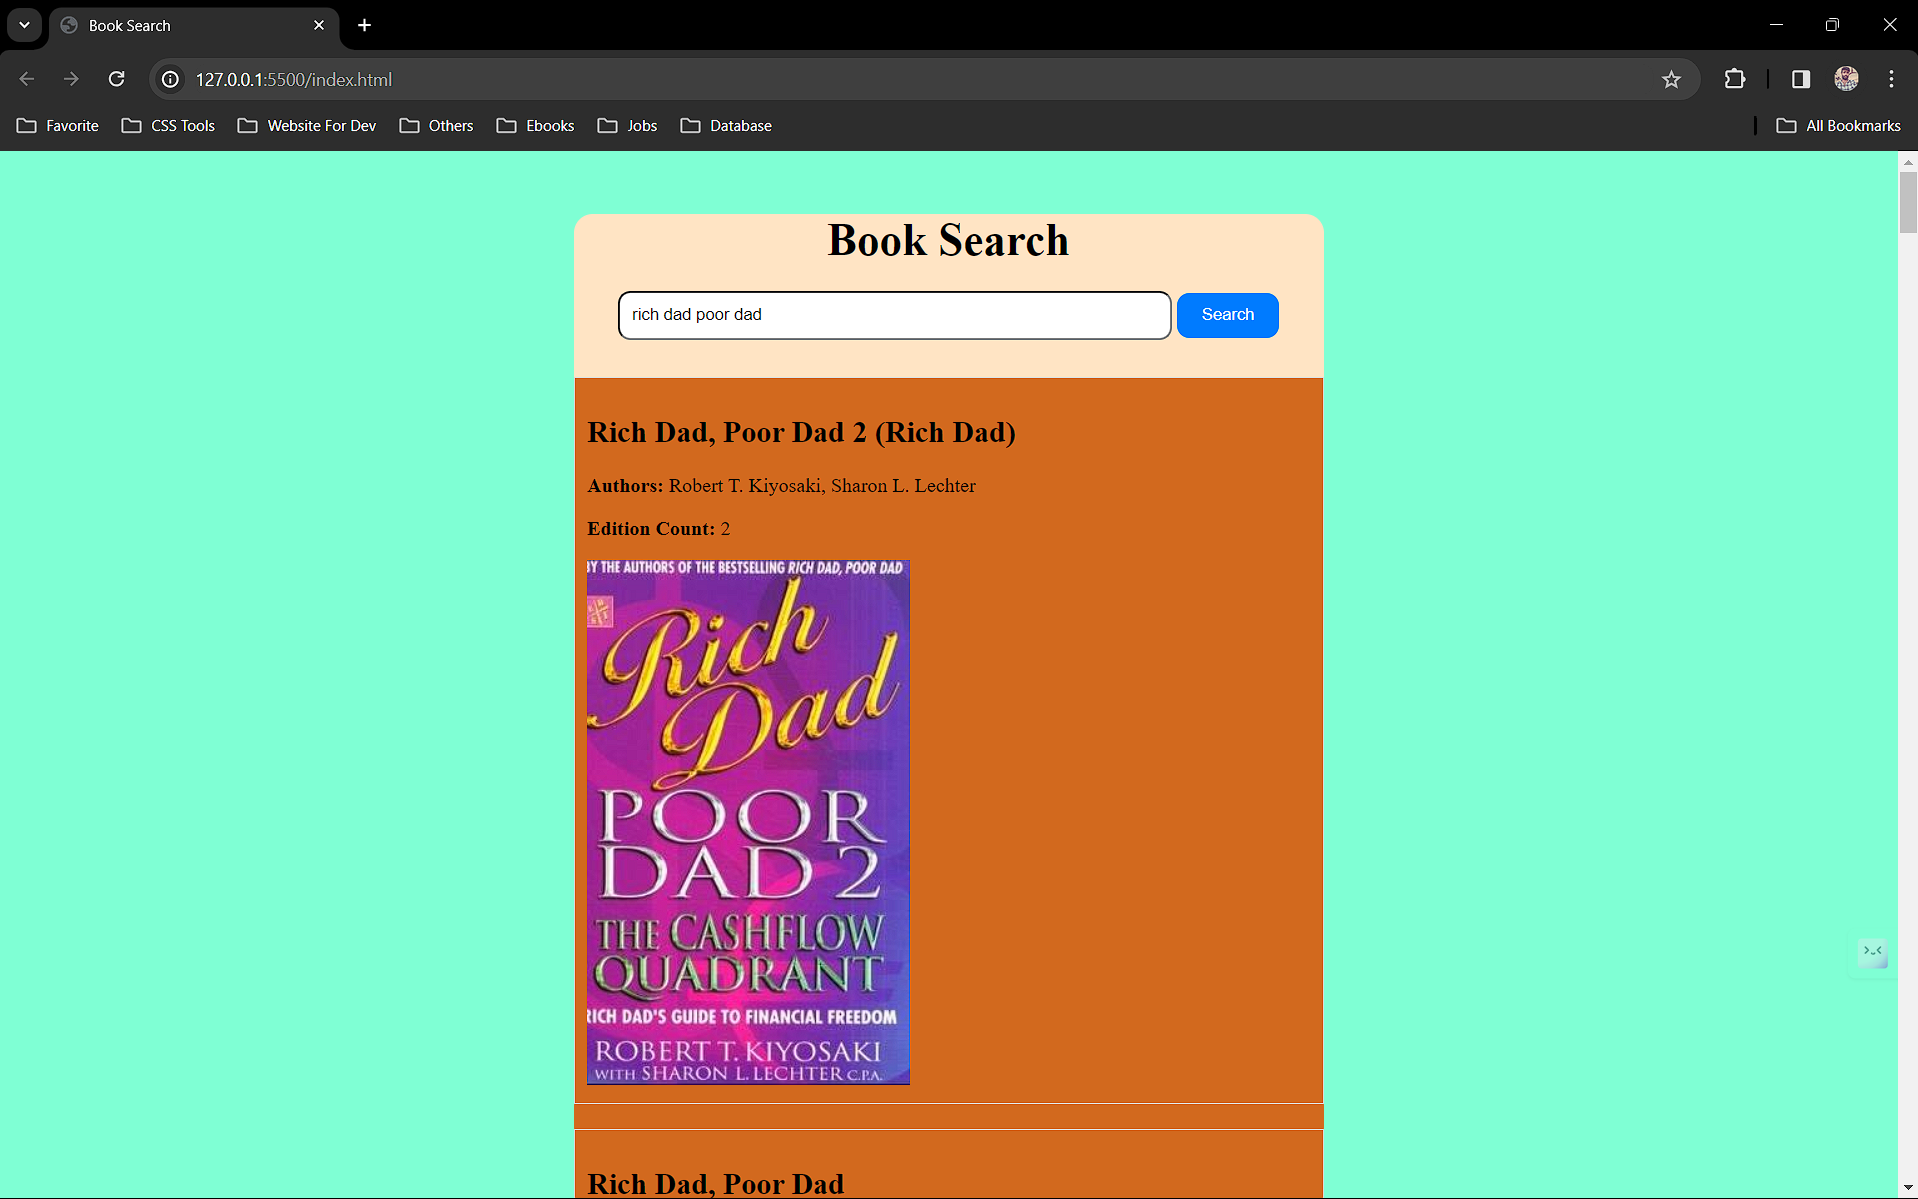 Book Search
127.0.0.1:5500/index.html
Favorite CSS Tools Website For Dev Others Ebooks Jobs Database All Bookmarks
Book Search
rich dad poor dad Search
Rich Dad, Poor Dad 2 (Rich Dad)
Authors: Robert T. Kiyosaki, Sharon L. Lechter
Edition Count: 2
BY THE AUTHORS OF THE BESTSELLING RICH DAD, POOR DAD
Rich
Dad
POOR
DAD 2
THE CASHFLOW
QUADRANT
RICH DAD'S GUIDE TO FINANCIAL FREEDOM
ROBERT T. KIYOSAKI
WITH SHARON L. LECHTER C.P.A.
Rich Dad, Poor Dad